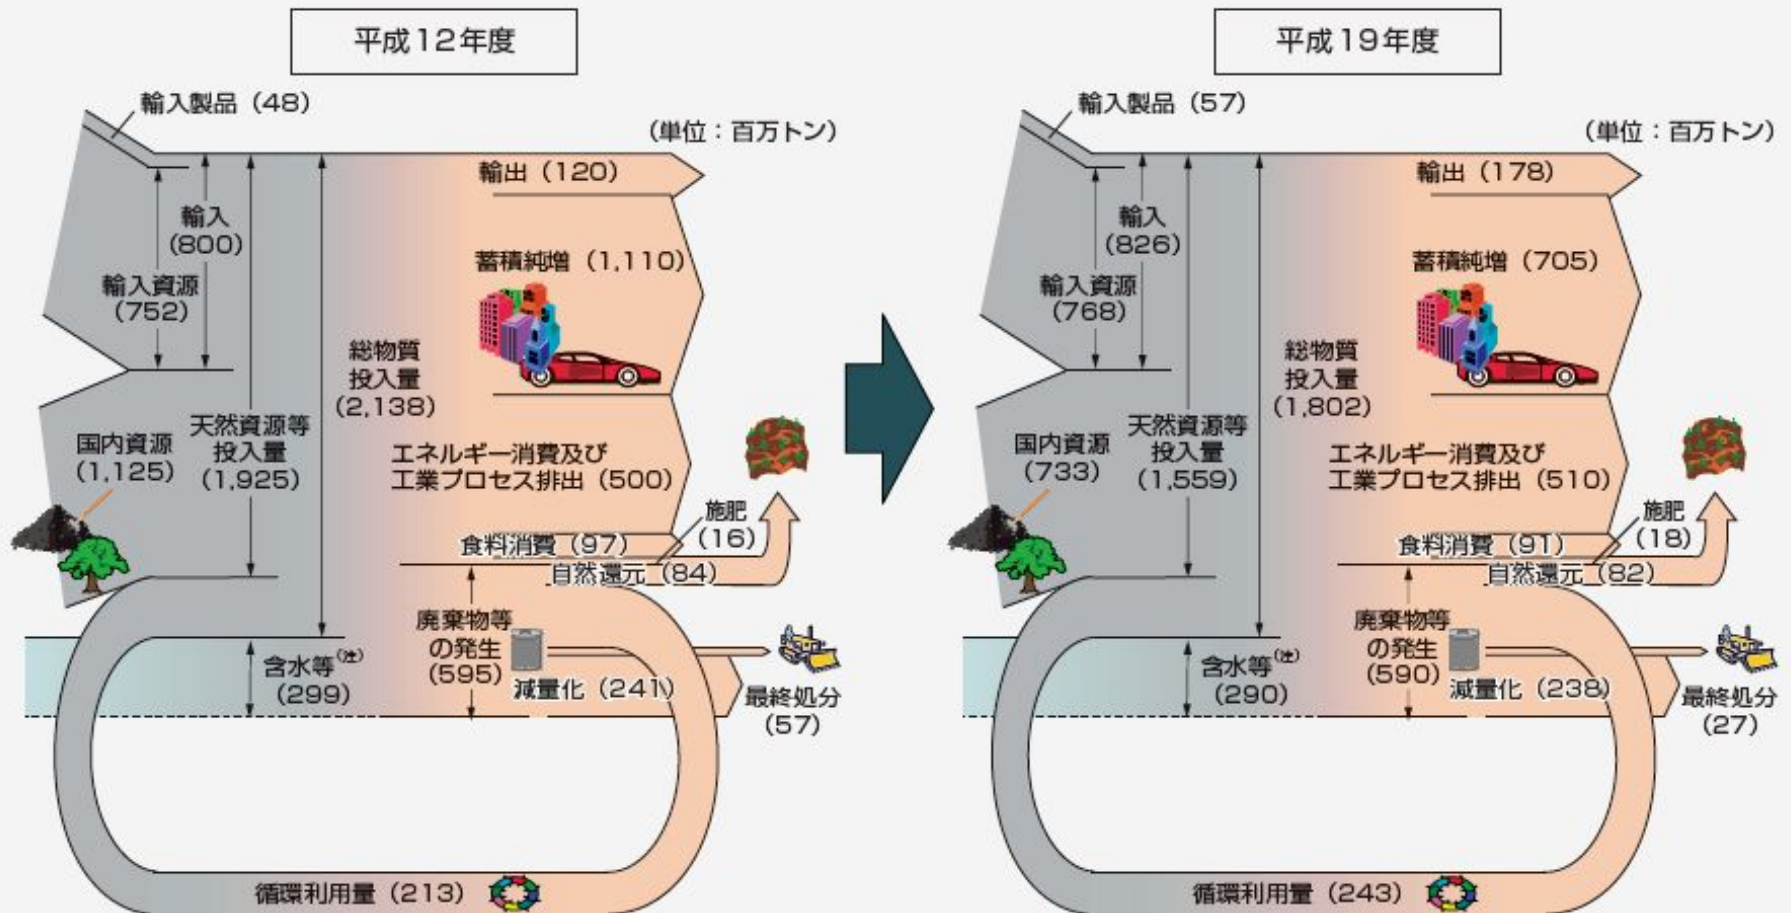 平成12年度
輸入製品（48）
（単位：百万トン）
輸出（120）
輸入
（800）
蓄積純増（1,110）
輸入資源
（752）
総物質
投入量
（2,138）
天然資源等
投入量
（1,925）
国内資源
（1,125）
エネルギー消費及び
工業プロセス排出（500）
施肥
（16）
食料消費（97）
自然還元（84）
廃棄物等
の発生
（595）
含水等（注）
（299）
減量化（241）
最終処分
（57）
循環利用量（213）
平成19年度
輸入製品（57）
（単位：百万トン）
輸出（178）
輸入
（826）
蓄積純増（705）
輸入資源
（768）
総物質
投入量
（1,802）
天然資源等
投入量
（1,559）
国内資源
（733）
エネルギー消費及び
工業プロセス排出（510）
施肥
（18）
食料消費（91）
自然還元（82）
廃棄物等
の発生
（590）
含水等（注）
（290）
減量化（238）
最終処分
（27）
循環利用量（243）